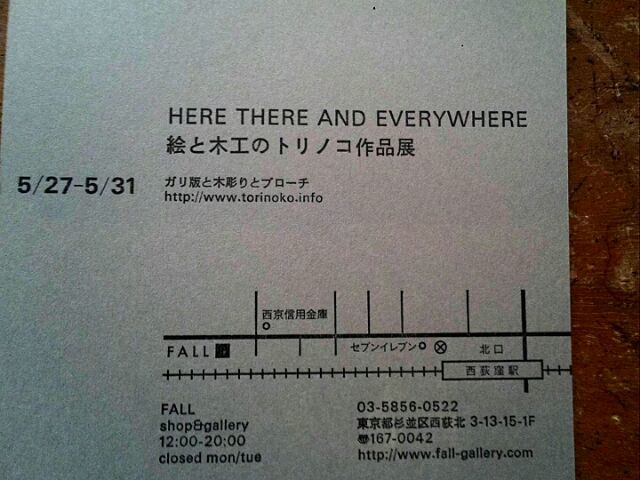 HERE THERE AND EVERYWHERE
絵と木工のトリノコ作品展
5/27-5/31
ガリ版と木彫りとブローチ
http://www.torinoko.info
西京信用金庫
FALL
セブンイレブン
北口
西荻窪駅
FALL
shop&gallery
12:00-20:00
closed mon/tue
03-5856-0522
東京都杉並区西荻北 3-13-15-1F
〠167-0042
http://www.fall-gallery.com